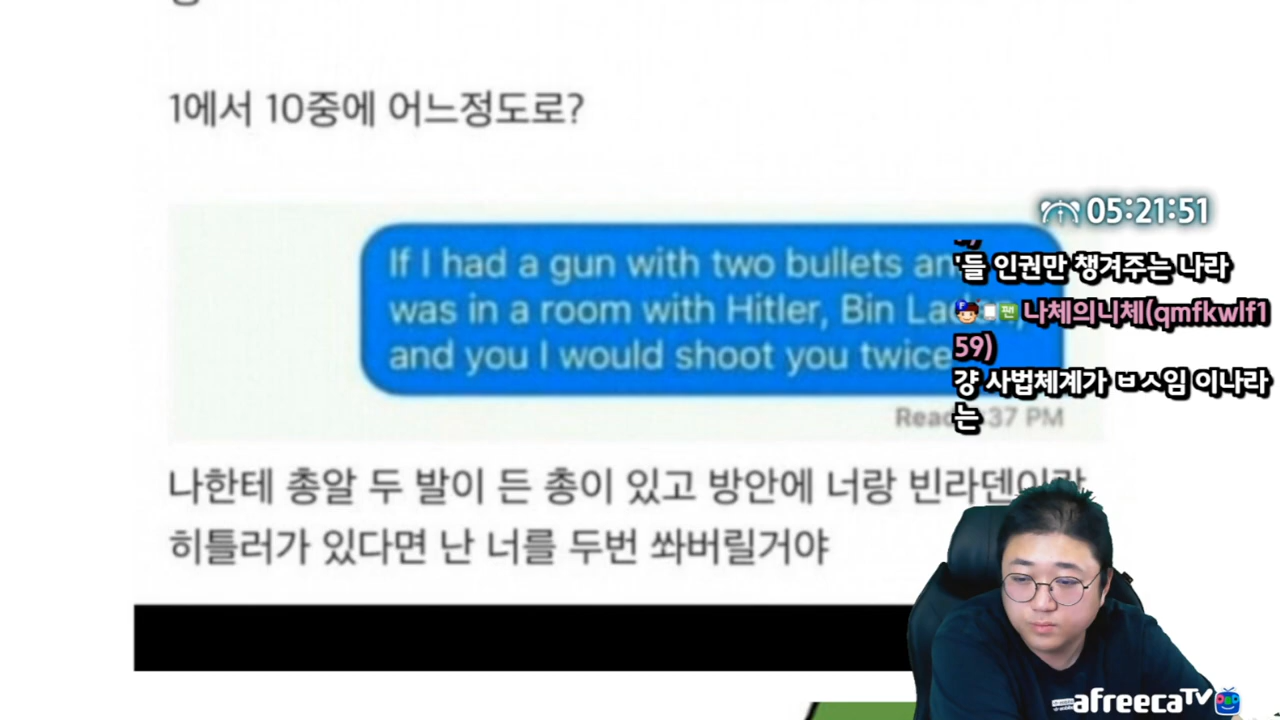 1에서 10중에 어느정도로?
05:21:51
If I had a gun with two bullets an
'들 인권만 챙겨주는 나라
was in a room with Hitler, Bin Laden,
나체의니체(qmfkwlf1
59)
and you I would shoot you twice
걍 사법체계가 ㅂㅅ임 이나라
는
Read 37 PM
나한테 총알 두 발이 든 총이 있고 방안에 너랑 빈라덴이랑
히틀러가 있다면 난 너를 두번 쏴버릴거야
afreecaTV